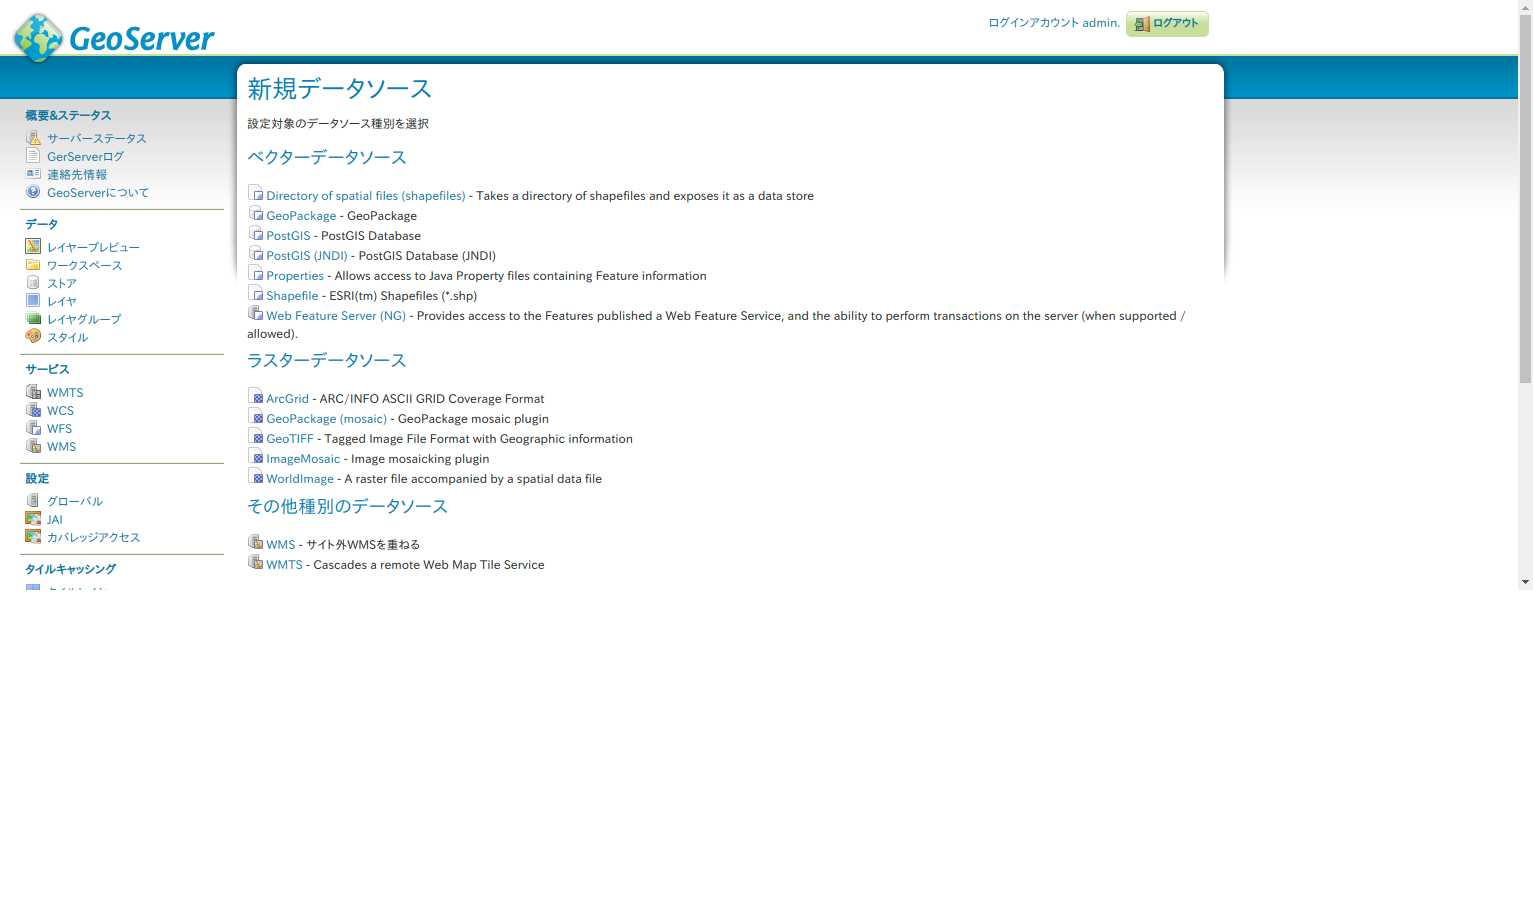 GeoServer
ログインアカウント admin.
ログアウト
概要&ステータス
サーバーステータス
GerServerログ
連絡先情報
GeoServerについて
データ
レイヤープレビュー
ワークスペース
ストア
レイヤ
レイヤグループ
スタイル
サービス
WMTS
WCS
WFS
WMS
設定
グローバル
JAI
カバレッジアクセス
タイルキャッシング
新規データソース
設定対象のデータソース種別を選択
ベクターデータソース
Directory of spatial files (shapefiles) - Takes a directory of shapefiles and exposes it as a data store
GeoPackage - GeoPackage
PostGIS - PostGIS Database
PostGIS (JNDI) - PostGIS Database (JNDI)
Properties - Allows access to Java Property files containing Feature information
Shapefile - ESRI(tm) Shapefiles (*.shp)
Web Feature Server (NG) - Provides access to the Features published a Web Feature Service, and the ability to perform transactions on the server (when supported /
allowed).
ラスターデータソース
ArcGrid - ARC/INFO ASCII GRID Coverage Format
GeoPackage (mosaic) - GeoPackage mosaic plugin
GeoTIFF - Tagged Image File Format with Geographic information
ImageMosaic - Image mosaicking plugin
WorldImage - A raster file accompanied by a spatial data file
その他種別のデータソース
WMS - サイト外WMSを重ねる
WMTS - Cascades a remote Web Map Tile Service